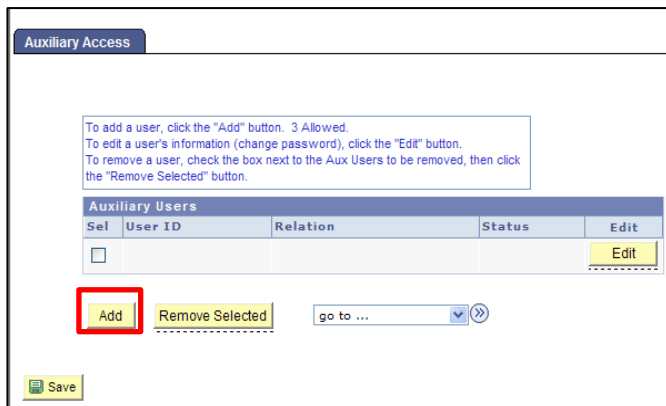 Auxiliary Access
To add a user, click the "Add" button. 3 Allowed.
To edit a user's information (change password), click the "Edit" button.
To remove a user, check the box next to the Aux Users to be removed, then click
the "Remove Selected" button.
Auxiliary Users
Sel User ID Relation Status Edit
Edit
Add Remove Selected go to ...
Save